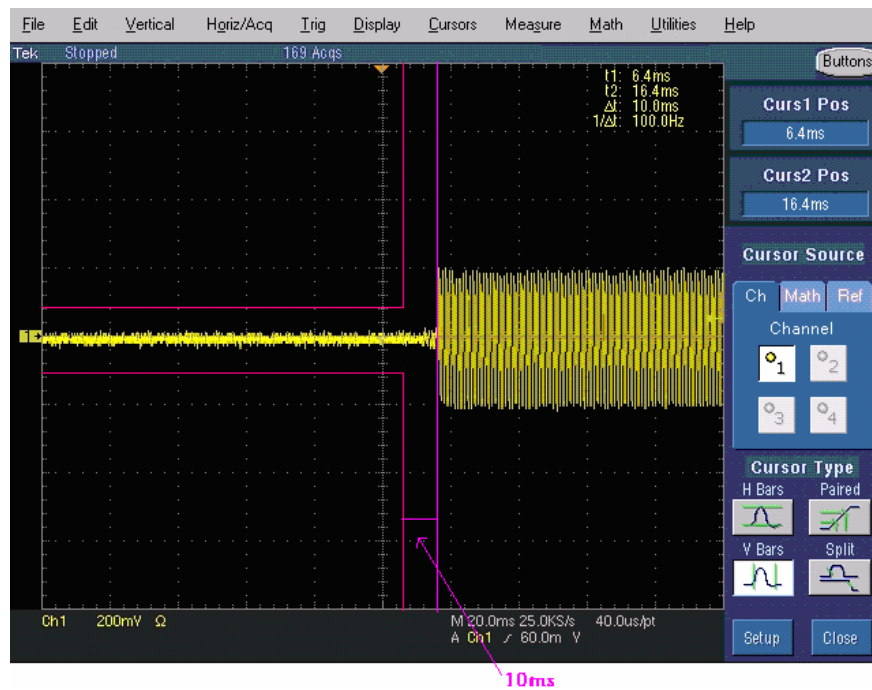 File Edit Vertical Horiz/Acq Trig Display Cursors Measure Math Utilities Help
Tek Stopped 169 Acqs
Buttons
t1: 6.4ms
t2: 16.4ms
Δt: 10.0ms
1/Δt: 100.0Hz
Curs1 Pos
6.4ms
Curs2 Pos
16.4ms
Cursor Source
Ch Math Ref
Channel
1 2
3 4
Cursor Type
H Bars Paired
V Bars Split
Setup Close
1
Ch1 200mV Ω
M 20.0ms 25.0KS/s 40.0us/pt
A Ch1 / 60.0m V
10ms